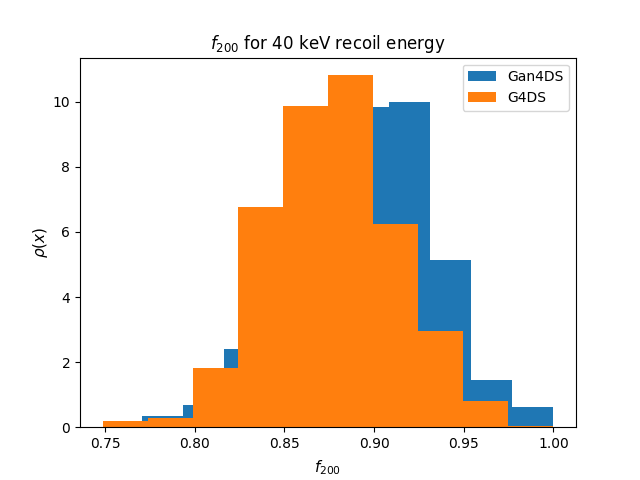 f₂₀₀ for 40 keV recoil energy
Gan4DS
G4DS
ρ(x)
10
8
6
4
2
0
0.75 0.80 0.85 0.90 0.95 1.00
f₂₀₀